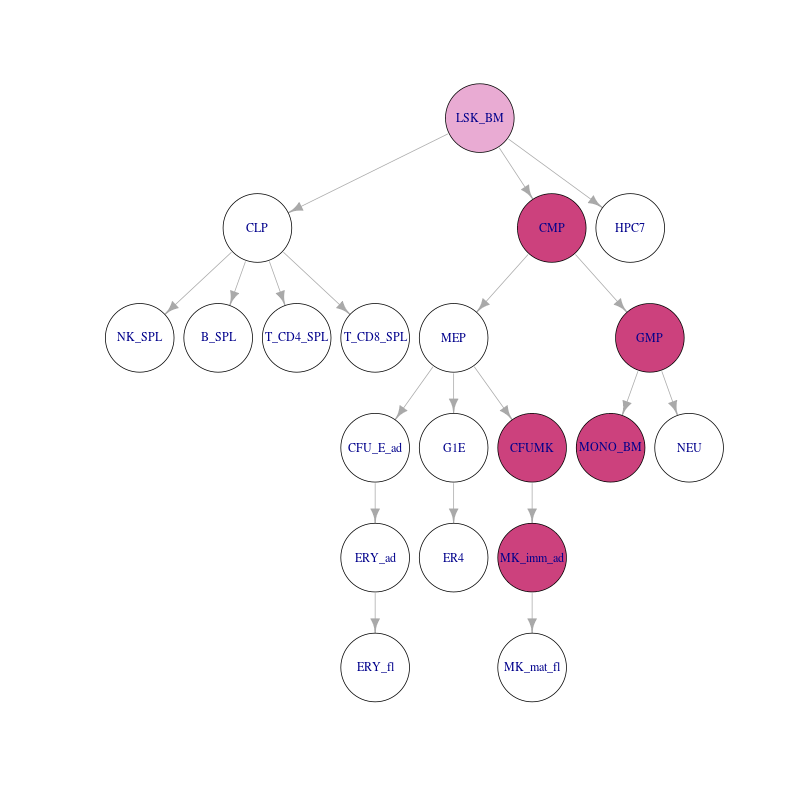 LSK_BM
CLP
CMP
HPC7
NK_SPL
B_SPL
T_CD4_SPL
T_CD8_SPL
MEP
GMP
CFU_E_ad
G1E
CFUMK
MONO_BM
NEU
ERY_ad
ER4
MK_imm_ad
ERY_fl
MK_mat_fl